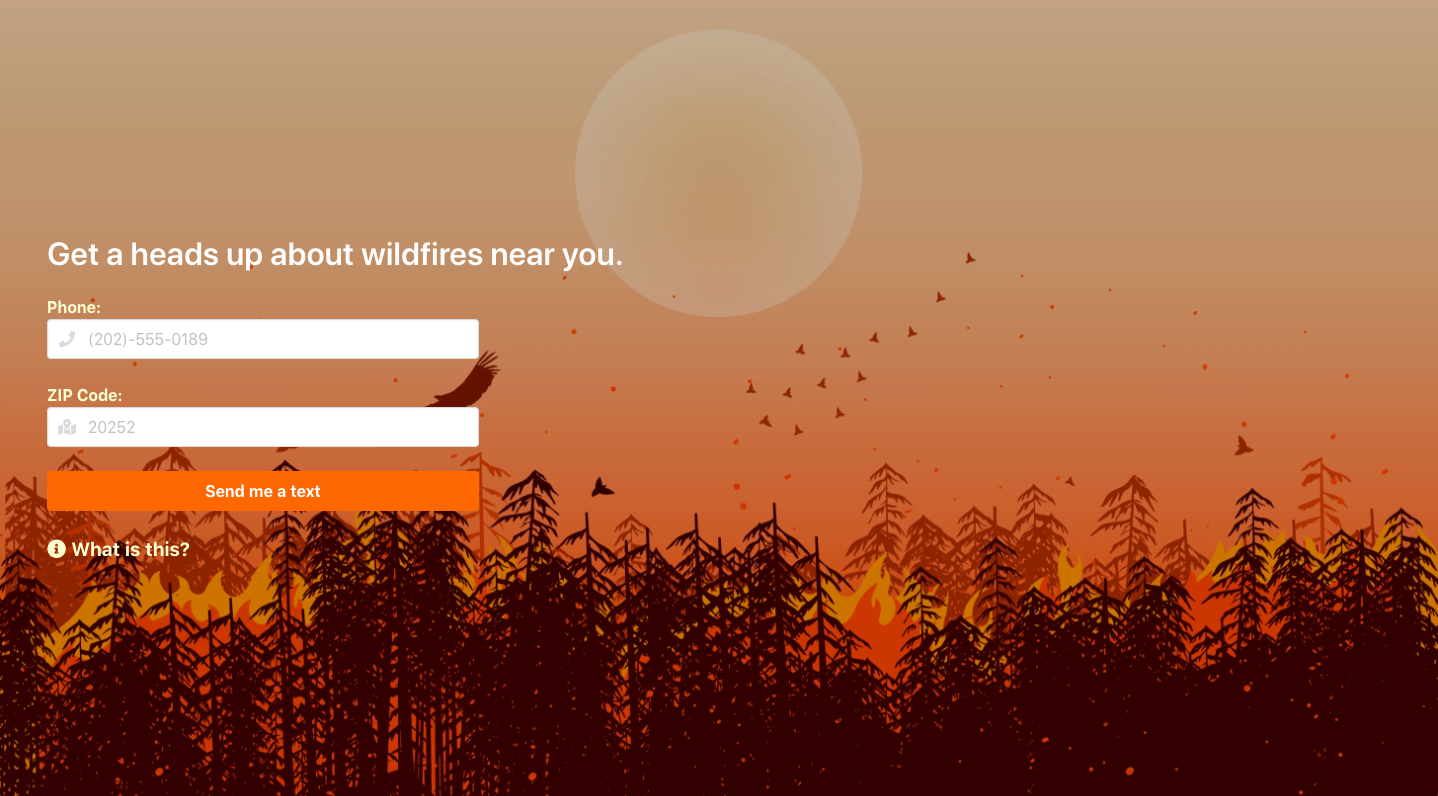 Get a heads up about wildfires near you.
Phone:
(202)-555-0189
ZIP Code:
20252
Send me a text
What is this?